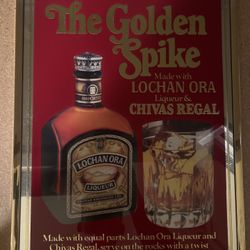 The Golden
Spike
Made with
LOCHAN ORA
Liqueur &
CHIVAS REGAL
LOCHAN ORA
LIQUEUR
Made with equal parts Lochan Ora Liqueur and
Chivas Regal, serve on the rocks with a twist